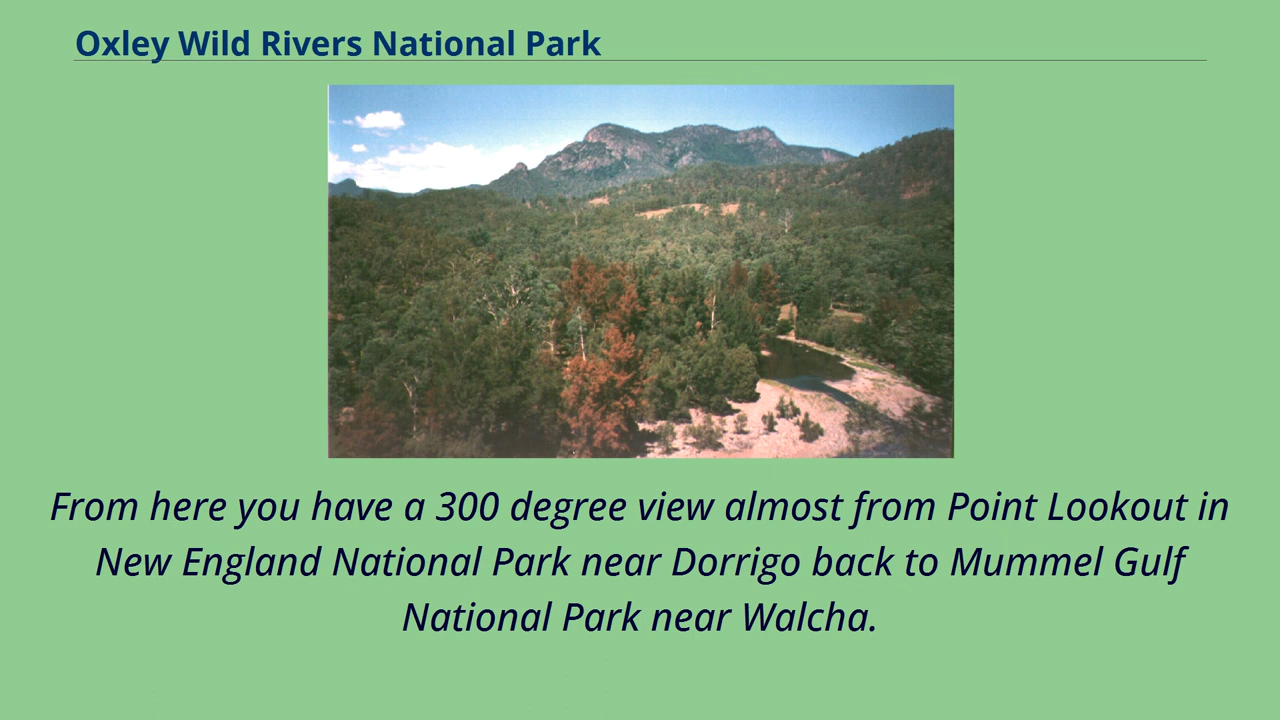 Oxley Wild Rivers National Park
From here you have a 300 degree view almost from Point Lookout in
New England National Park near Dorrigo back to Mummel Gulf
National Park near Walcha.